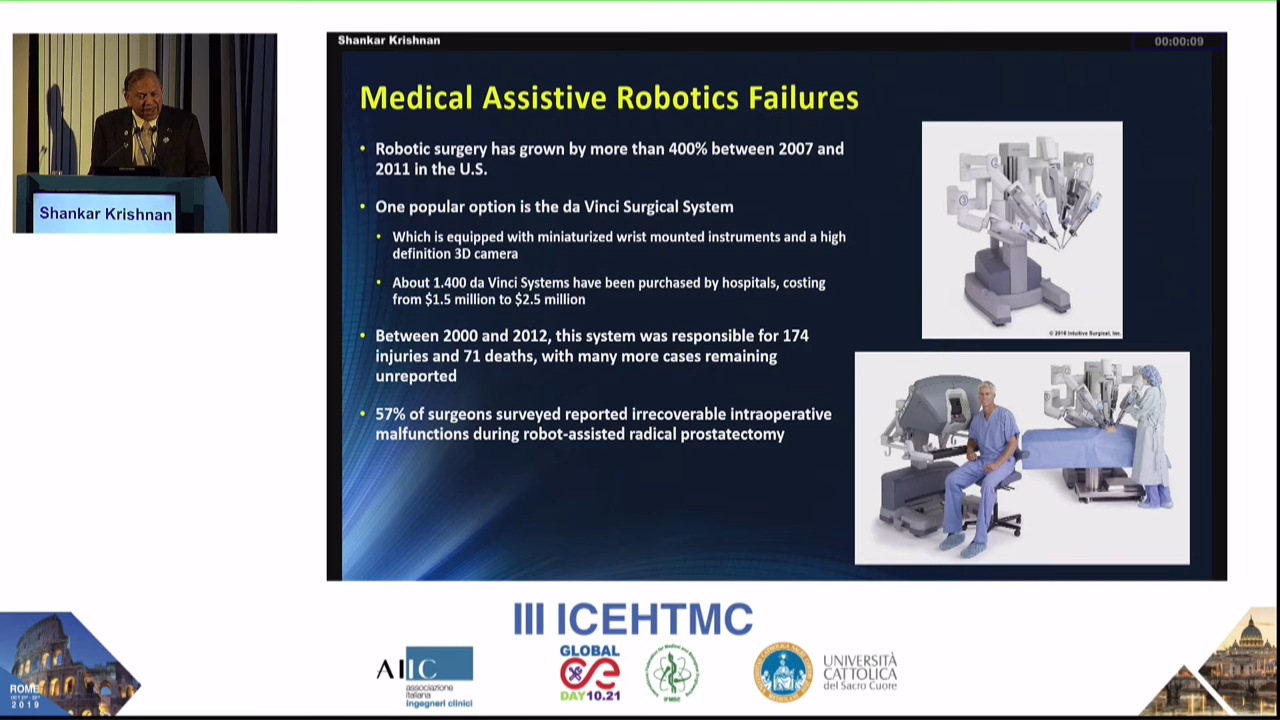 Shankar Krishnan
00:00:09
Shankar Krishnan
Medical Assistive Robotics Failures
• Robotic surgery has grown by more than 400% between 2007 and
2011 in the U.S.
• One popular option is the da Vinci Surgical System
• Which is equipped with miniaturized wrist mounted instruments and a high
definition 3D camera
• About 1.400 da Vinci Systems have been purchased by hospitals, costing
from $1.5 million to $2.5 million
• Between 2000 and 2012, this system was responsible for 174
injuries and 71 deaths, with many more cases remaining
unreported
• 57% of surgeons surveyed reported irrecoverable intraoperative
malfunctions during robot-assisted radical prostatectomy
III ICEHTMC
ROME
2019
AIIC
associazione
italiana
ingegneri clinici
GLOBAL
CE
DAY 10.21
UNIVERSITÀ
CATTOLICA
del Sacro Cuore